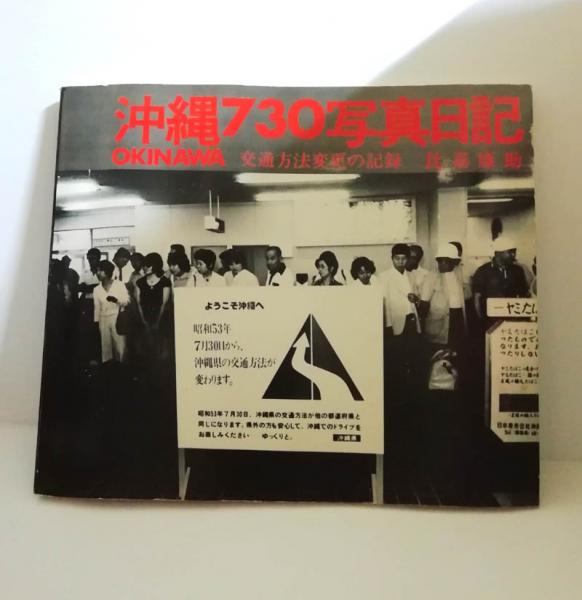 沖縄730写真日記
OKINAWA 交通方法変更の記録
ようこそ沖縄へ
昭和53年
7月30日から、
沖縄県の交通方法が
変わります。
昭和53年7月30日、沖縄県の交通方法が他の都道府県と
同じになります。県外の方も安心して、沖縄でのドライブを
お楽しみください ゆっくりと。
沖縄県